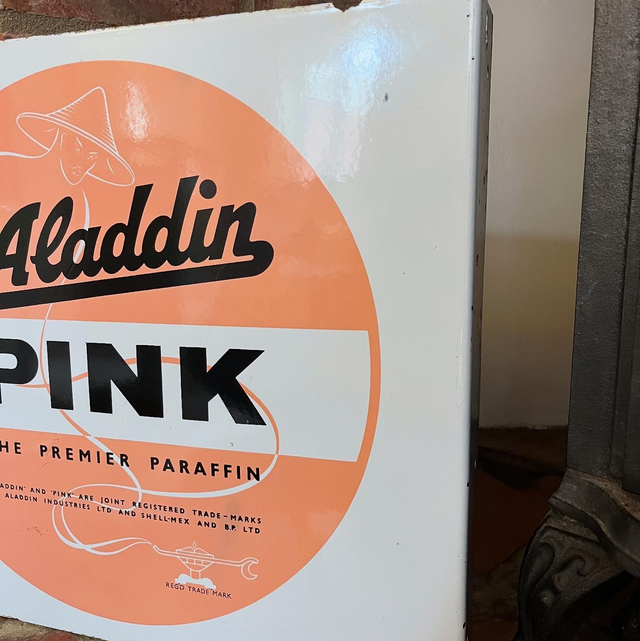 Aladdin
PINK
HE PREMIER PARAFFIN
ADDIN' AND 'PINK' ARE JOINT REGISTERED TRADE-MARKS
ALADDIN INDUSTRIES LTD AND SHELL-MEX AND B.P. LTD
REGD TRADE MARK